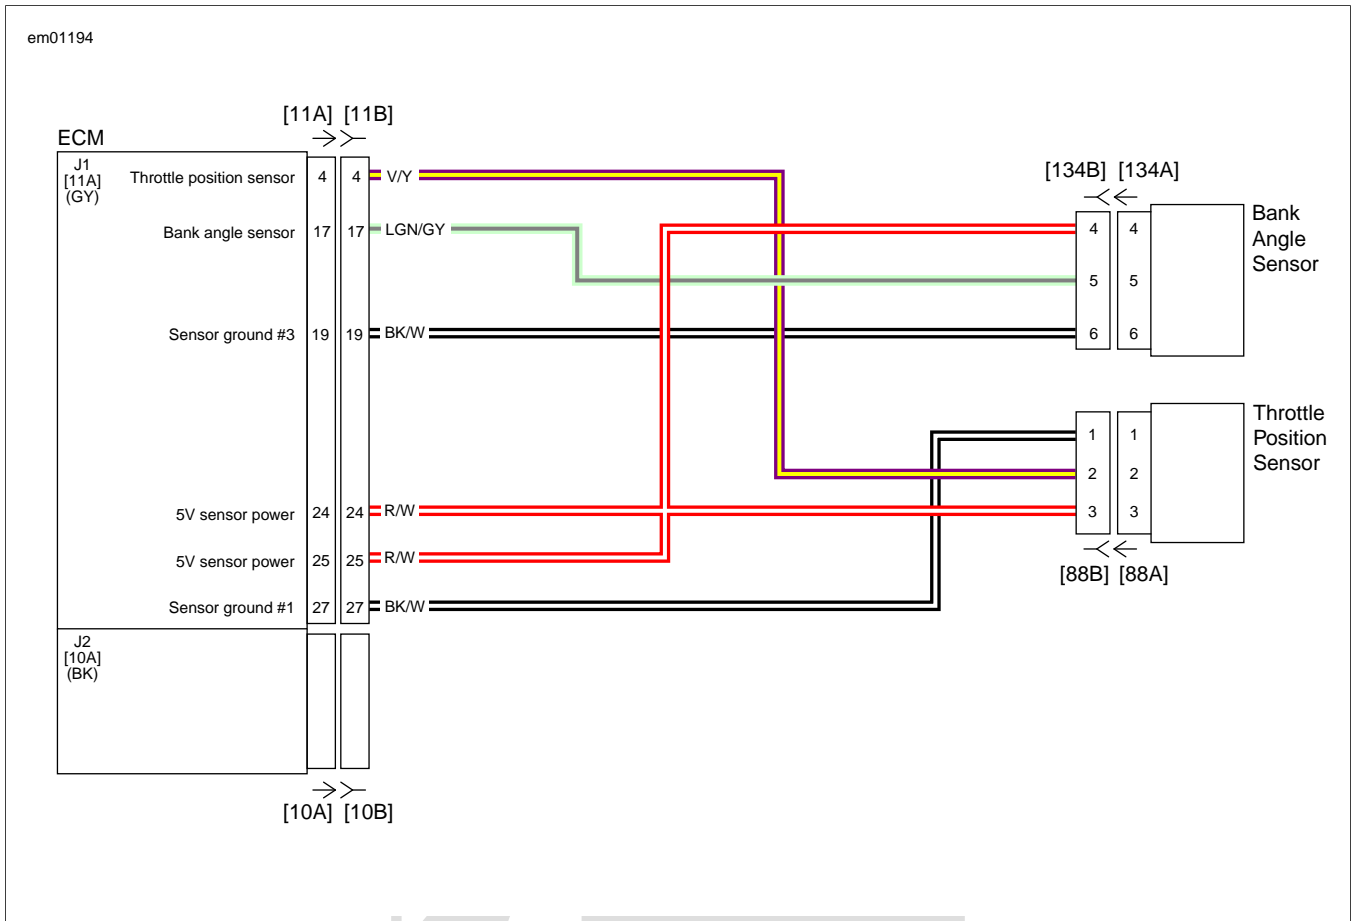 em01194
[11A] [11B]
ECM
J1
[11A]
(GY)
Throttle position sensor 4 4 V/Y
Bank angle sensor 17 17 LGN/GY
Sensor ground #3 19 19 BK/W
5V sensor power 24 24 R/W
5V sensor power 25 25 R/W
Sensor ground #1 27 27 BK/W
J2
[10A]
(BK)
[10A] [10B]
[134B] [134A]
4 4
5 5
6 6
Bank
Angle
Sensor
1 1
2 2
3 3
Throttle
Position
Sensor
[88B] [88A]